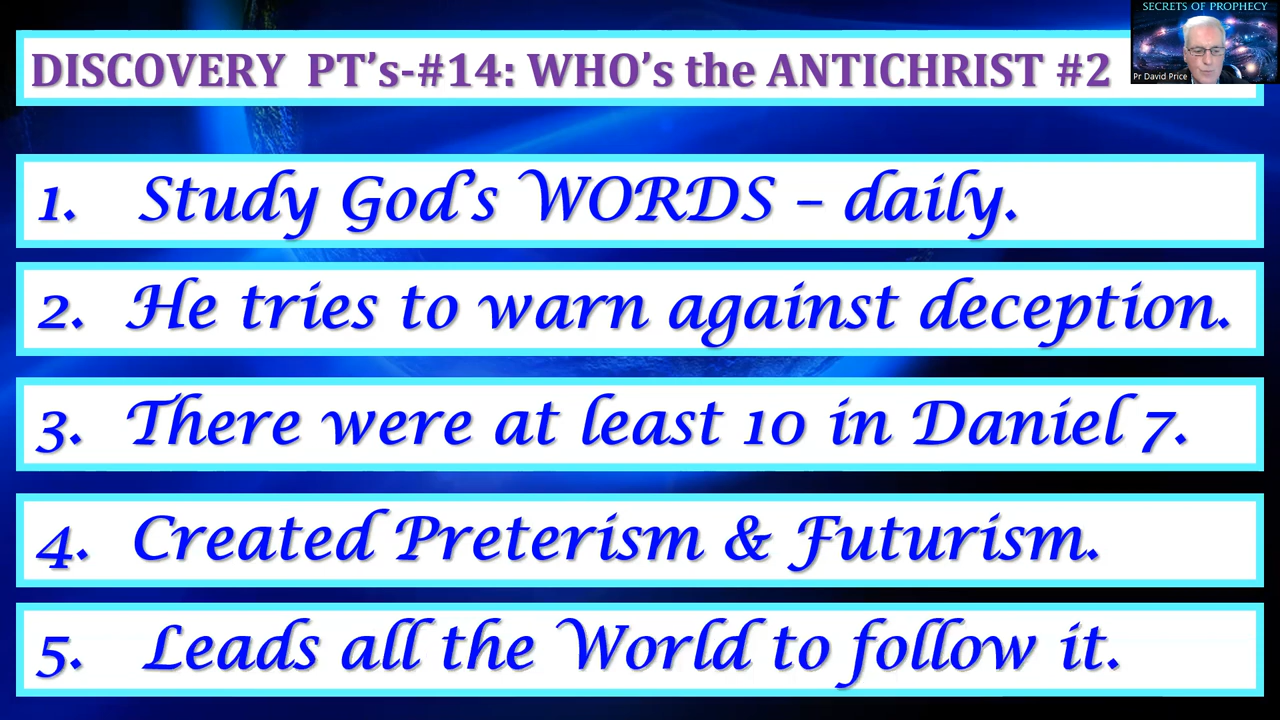 SECRETS OF PROPHECY
DISCOVERY PT's-#14: WHO's the ANTICHRIST #2
Pr David Price
1. Study God's WORDS – daily.
2. He tries to warn against deception.
3. There were at least 10 in Daniel 7.
4. Created Preterism & Futurism.
5. Leads all the World to follow it.